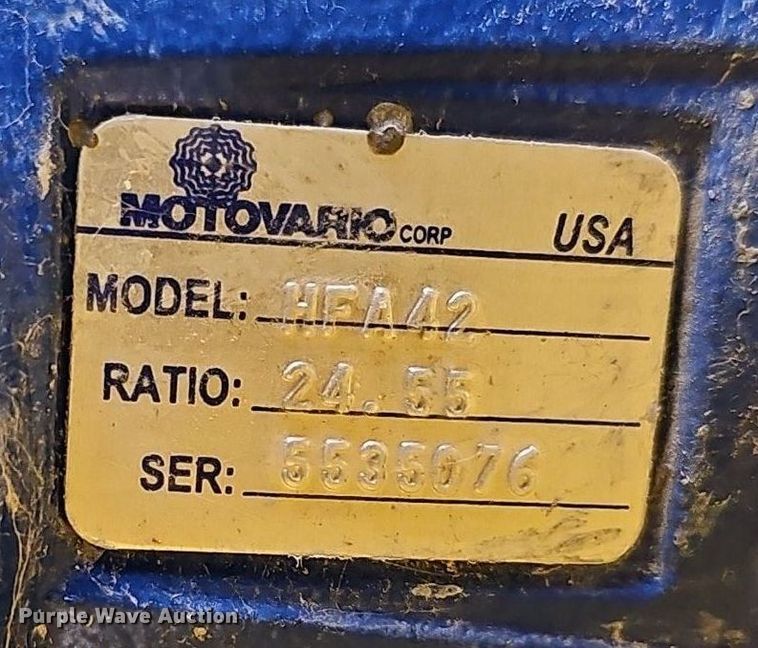 MOTOVARIO CORP USA
MODEL: HFA42
RATIO: 24.55
SER: 5535076
Purple Wave Auction